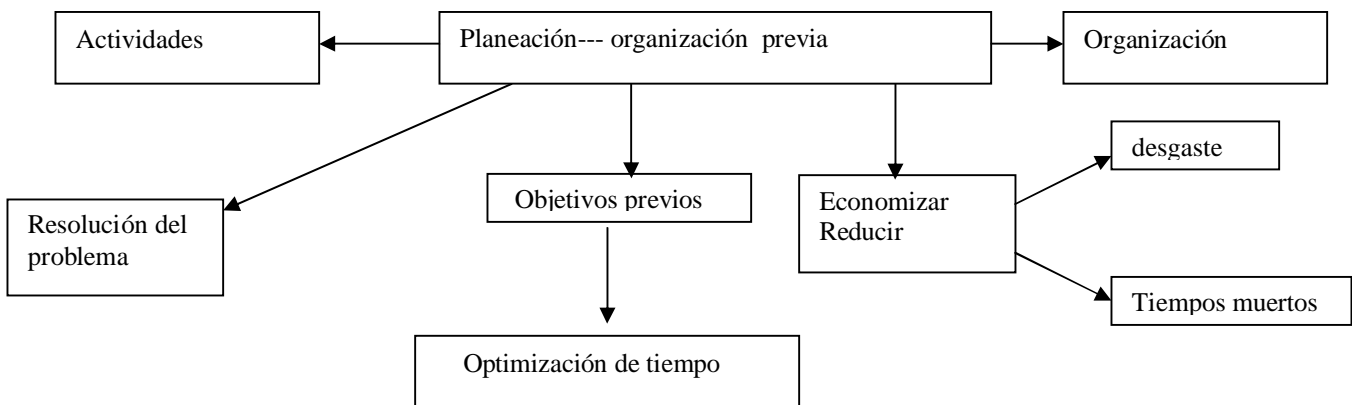 Actividades
Planeación--- organización  previa
Organización
desgaste
Objetivos previos
Economizar
Reducir
Resolución del
problema
Tiempos muertos
Optimización de tiempo